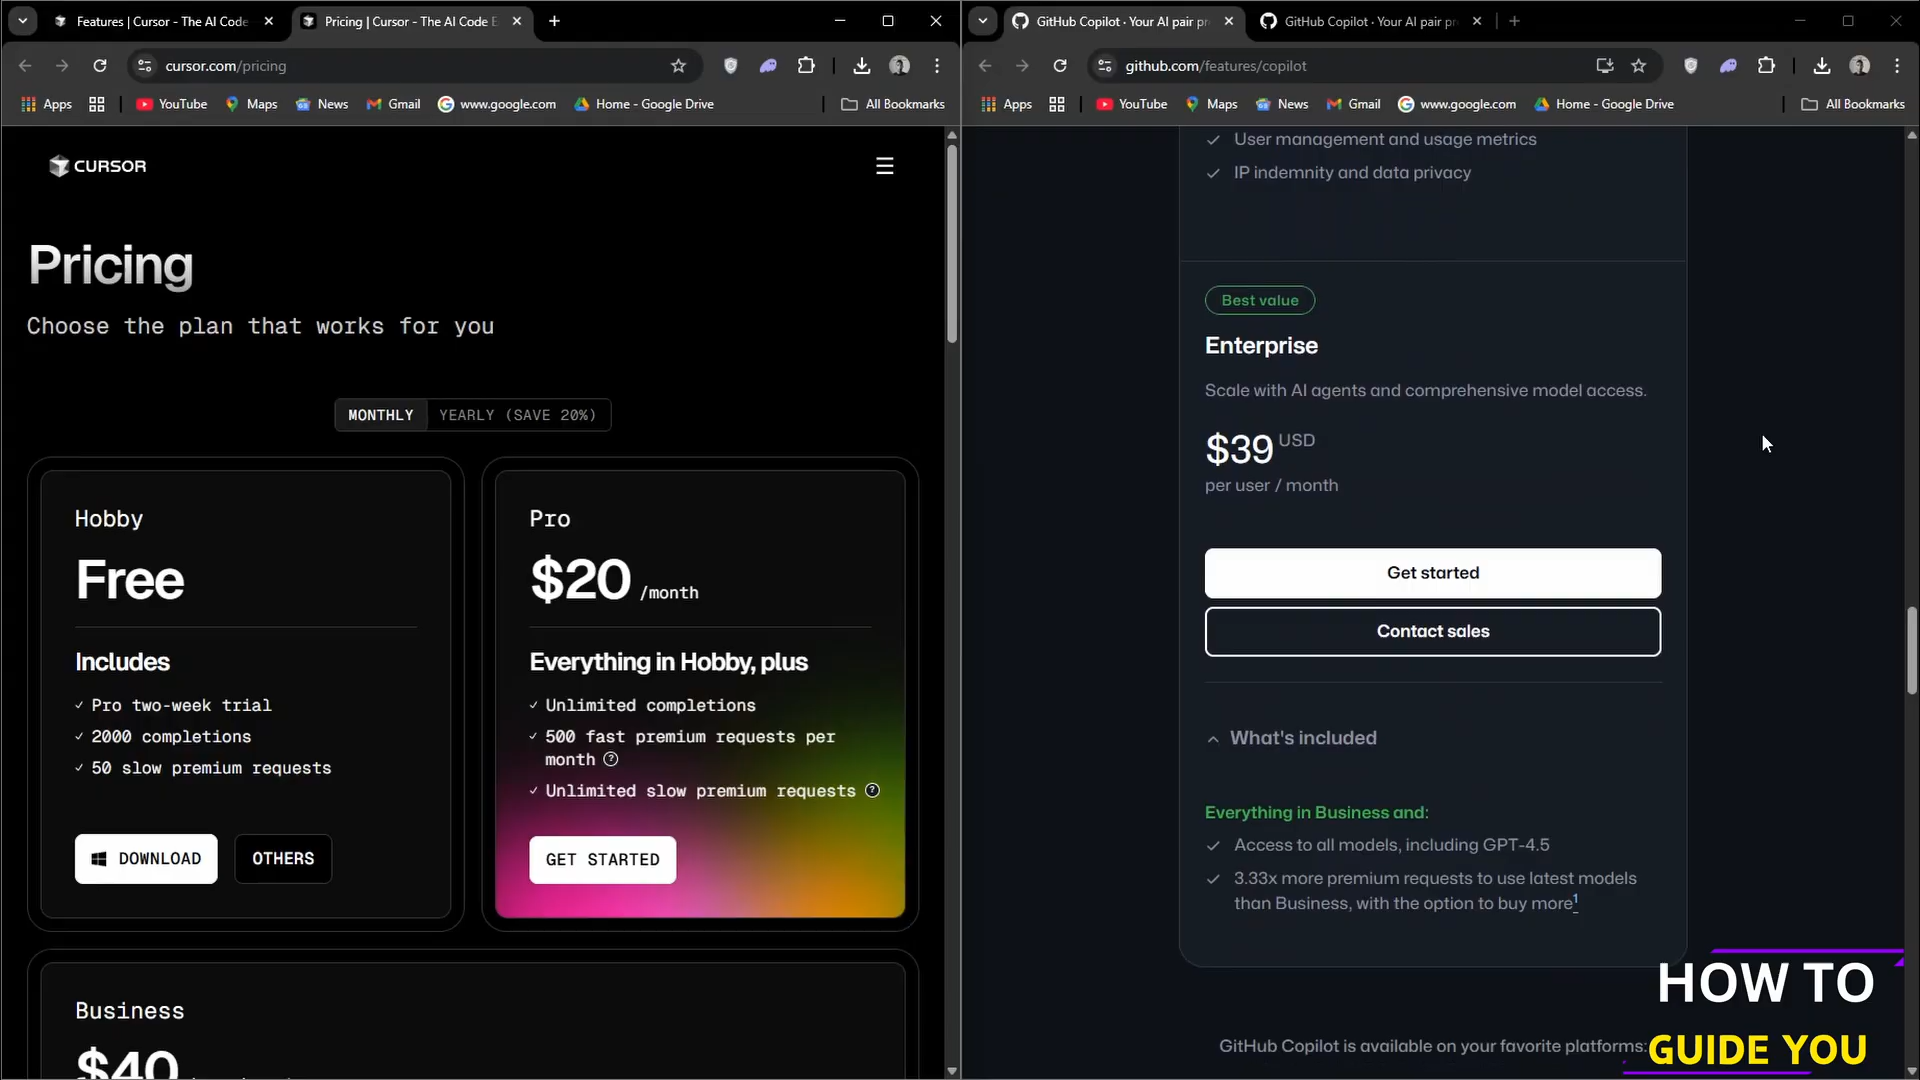 Features | Cursor - The AI Code
Pricing | Cursor - The AI Code E
cursor.com/pricing
Apps
YouTube
Maps
News
Gmail
www.google.com
Home - Google Drive
All Bookmarks
CURSOR
Pricing
Choose the plan that works for you
MONTHLY
YEARLY (SAVE 20%)
Hobby
Free
Includes
Pro two-week trial
2000 completions
50 slow premium requests
DOWNLOAD
OTHERS
Pro
$20 /month
Everything in Hobby, plus
Unlimited completions
500 fast premium requests per
month
Unlimited slow premium requests
GET STARTED
Business
$40
GitHub Copilot · Your AI pair pr
GitHub Copilot · Your AI pair pr
github.com/features/copilot
Apps
YouTube
Maps
News
Gmail
www.google.com
Home - Google Drive
All Bookmarks
User management and usage metrics
IP indemnity and data privacy
Best value
Enterprise
Scale with AI agents and comprehensive model access.
$39 USD
per user / month
Get started
Contact sales
What's included
Everything in Business and:
Access to all models, including GPT-4.5
3.33x more premium requests to use latest models
than Business, with the option to buy more1
GitHub Copilot is available on your favorite platforms:
HOW TO
GUIDE YOU